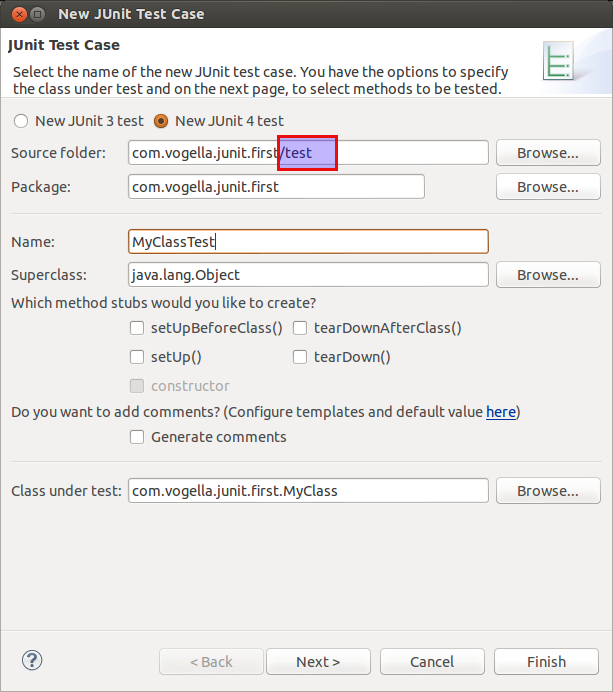 New JUnit Test Case
JUnit Test Case
Select the name of the new JUnit test case. You have the options to specify
the class under test and on the next page, to select methods to be tested.
New JUnit 3 test New JUnit 4 test
Source folder: com.vogella.junit.first/test Browse...
Package: com.vogella.junit.first Browse...
Name: MyClassTest
Superclass: java.lang.Object Browse...
Which method stubs would you like to create?
setUpBeforeClass() tearDownAfterClass()
setUp() tearDown()
constructor
Do you want to add comments? (Configure templates and default value here)
Generate comments
Class under test: com.vogella.junit.first.MyClass Browse...
? < Back Next > Cancel Finish